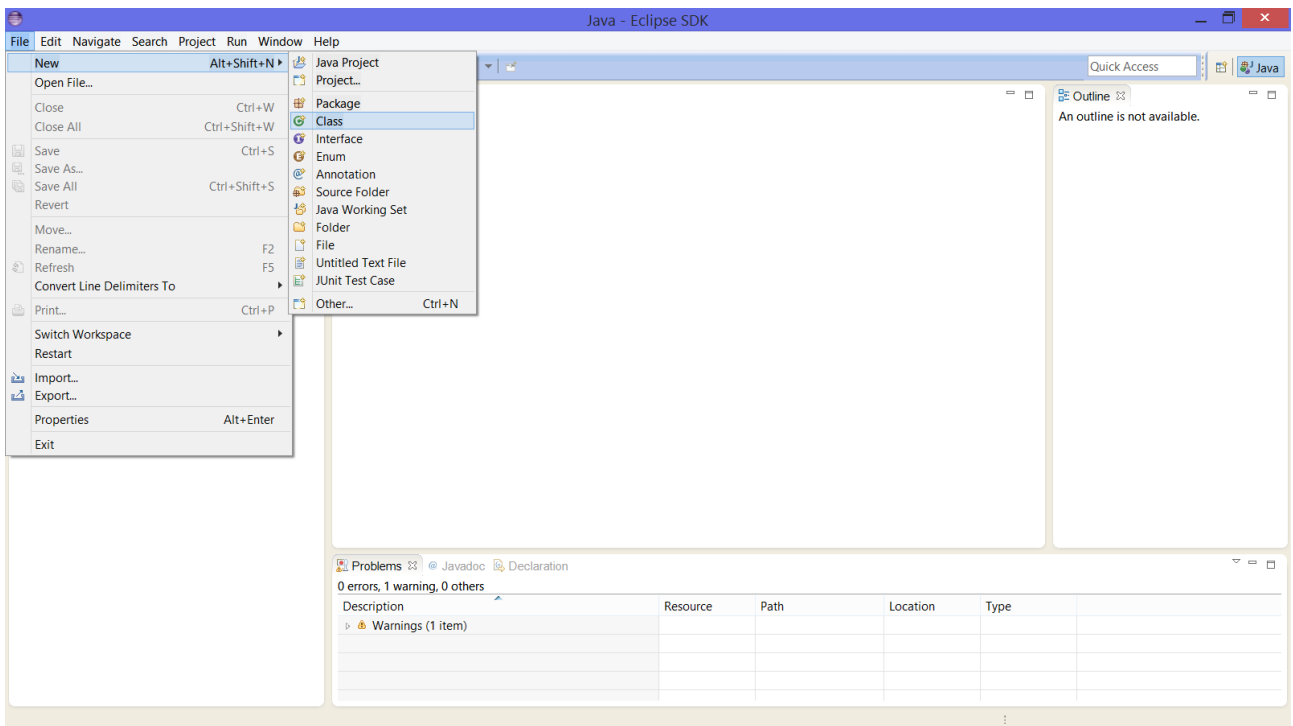 Java - Eclipse SDK
File Edit Navigate Search Project Run Window Help
New Alt+Shift+N
Open File...
Close Ctrl+W
Close All Ctrl+Shift+W
Save Ctrl+S
Save As...
Save All Ctrl+Shift+S
Revert
Move...
Rename... F2
Refresh F5
Convert Line Delimiters To
Print... Ctrl+P
Switch Workspace
Restart
Import...
Export...
Properties Alt+Enter
Exit
Java Project
Project...
Package
Class
Interface
Enum
Annotation
Source Folder
Java Working Set
Folder
File
Untitled Text File
JUnit Test Case
Other... Ctrl+N
Quick Access Java
Outline
An outline is not available.
Problems @ Javadoc Declaration
0 errors, 1 warning, 0 others
Description Resource Path Location Type
Warnings (1 item)